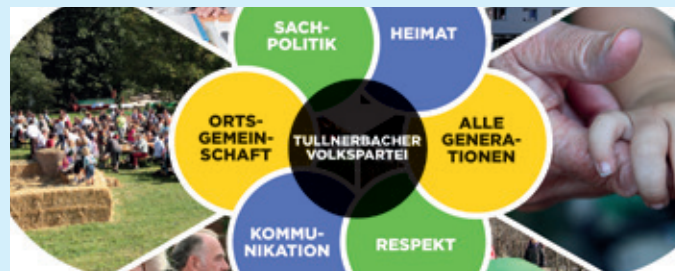 SACH-
POLITIK
HEIMAT
ORTS-
GEMEIN-
SCHAFT
TULLNERBACHER
VOLKSPARTEI
ALLE
GENERA-
TIONEN
KOMMU-
NIKATION
RESPEKT